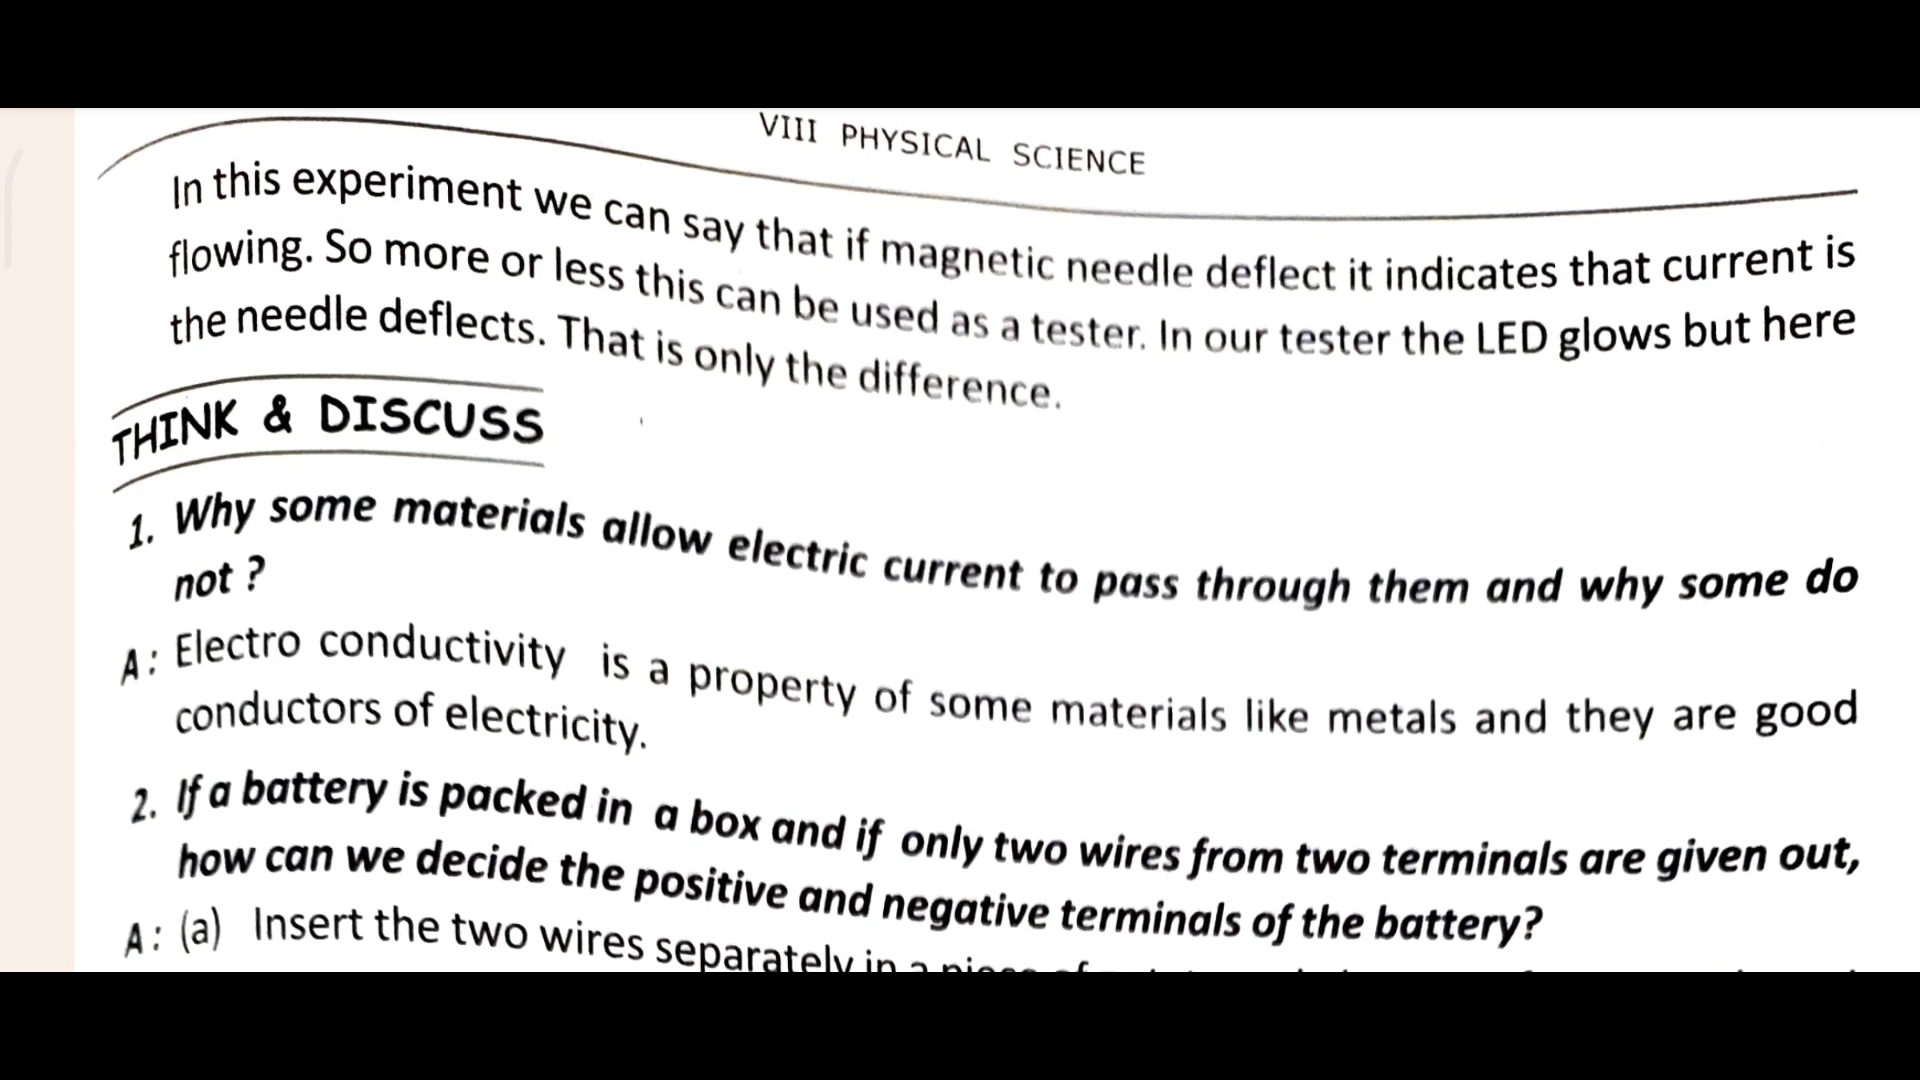 VIII PHYSICAL SCIENCE
In this experiment we can say that if magnetic needle deflect it indicates that current is
flowing. So more or less this can be used as a tester. In our tester the LED glows but here
the needle deflects. That is only the difference.
THINK & DISCUSS
1. Why some materials allow electric current to pass through them and why some do
not ?
A: Electro conductivity is a property of some materials like metals and they are good
conductors of electricity.
2. If a battery is packed in a box and if only two wires from two terminals are given out,
how can we decide the positive and negative terminals of the battery?
A: (a) Insert the two wires separately in a